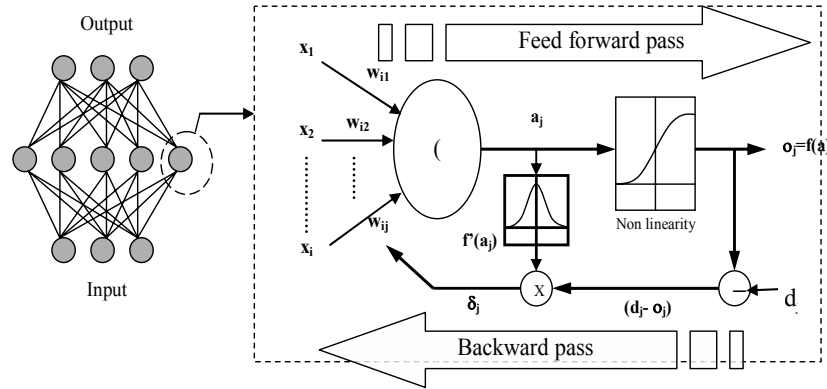 Output
Input
Feed forward pass
x1
wi1
x2
wi2
xi
wij
(
aj
f'(aj)
Non linearity
oj=f(a
X
–
d
(dj- oj)
δj
Backward pass